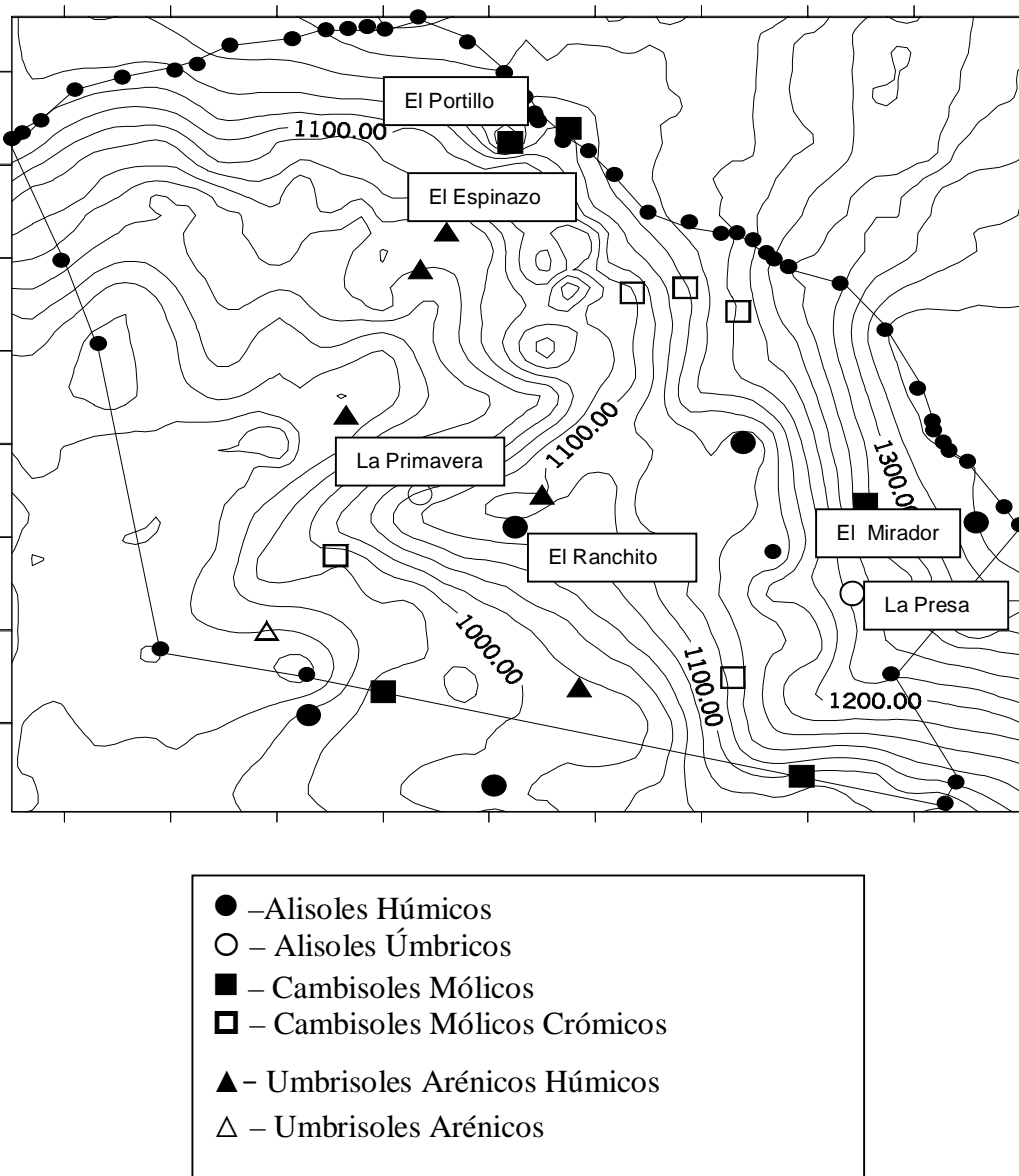 El Portillo
1100.00
El Espinazo
1100.00
1300.00
La Primavera
El Mirador
El Ranchito
La Presa
1000.00
1100.00
1200.00
–Alisoles Húmicos
– Alisoles Úmbricos
– Cambisoles Mólicos
– Cambisoles Mólicos Crómicos
– Umbrisoles Arénicos Húmicos
– Umbrisoles Arénicos